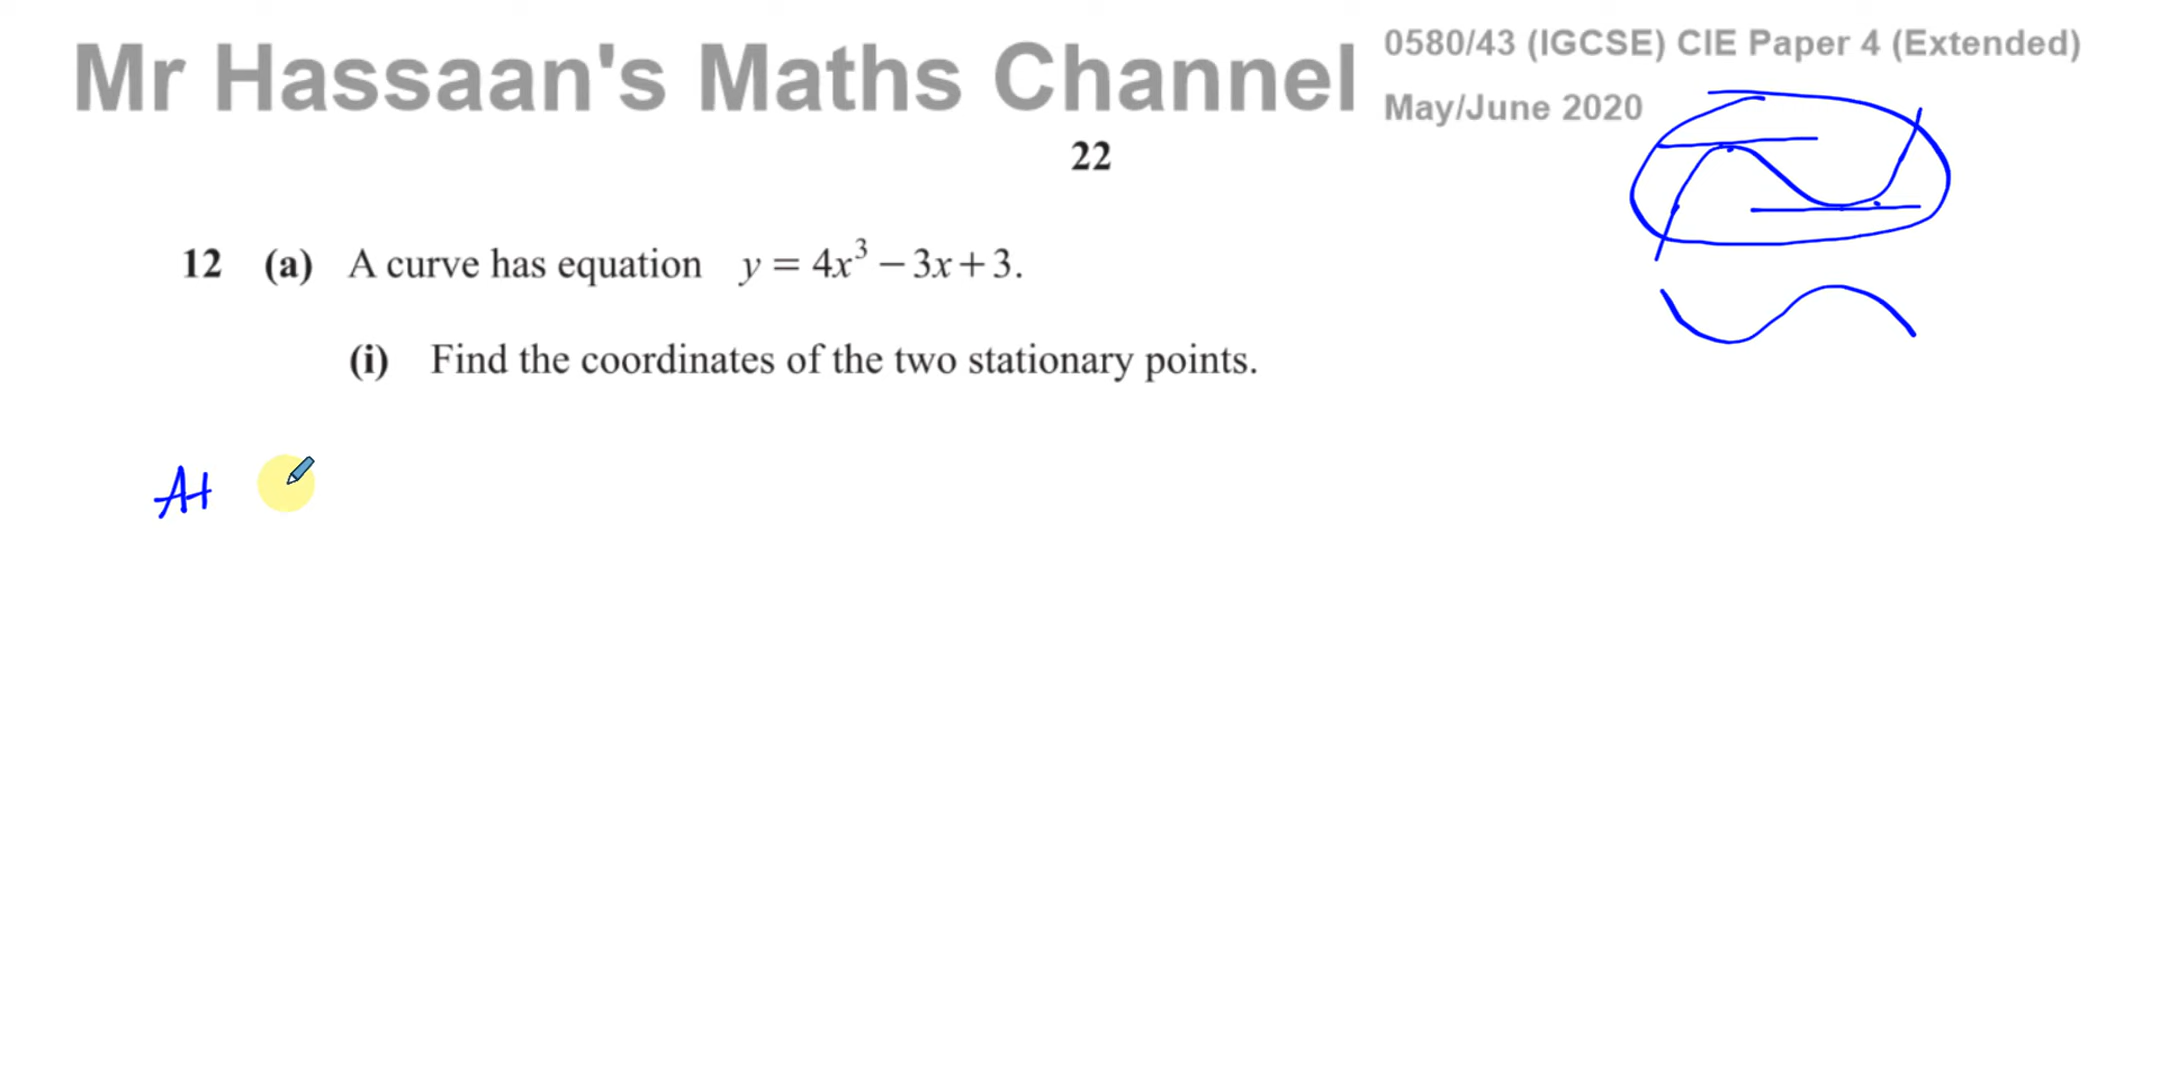 Mr Hassaan's Maths Channel
0580/43 (IGCSE) CIE Paper 4 (Extended)
May/June 2020
22
12 (a) A curve has equation y = 4x³ − 3x + 3.
(i) Find the coordinates of the two stationary points.
At